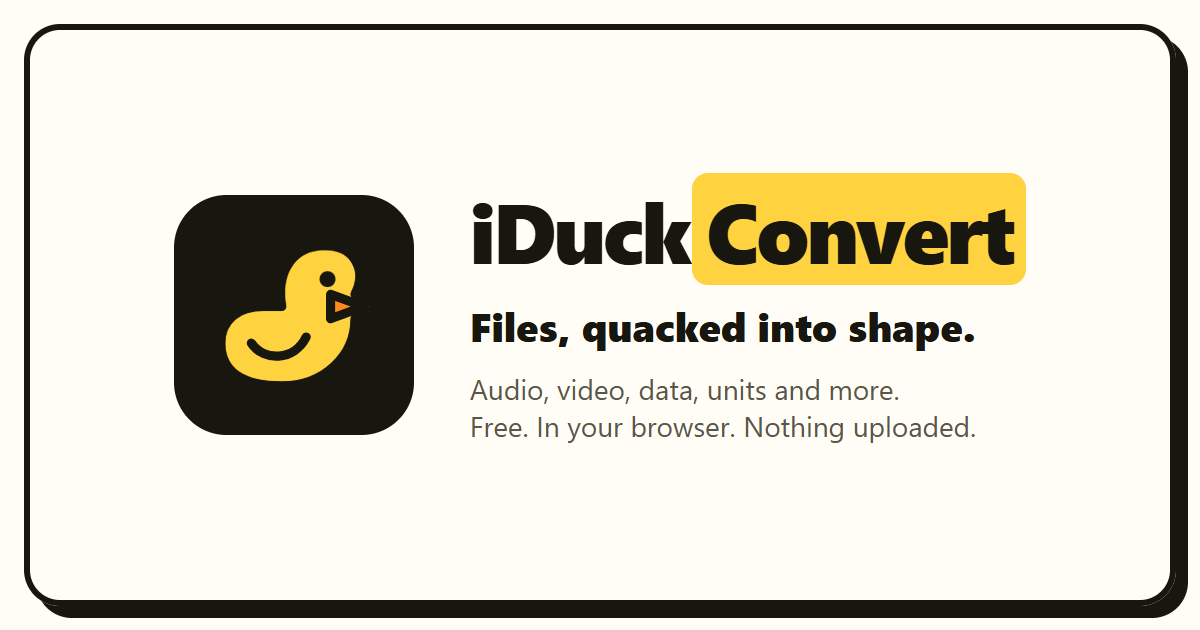 iDuck Convert
Files, quacked into shape.
Audio, video, data, units and more.
Free. In your browser. Nothing uploaded.